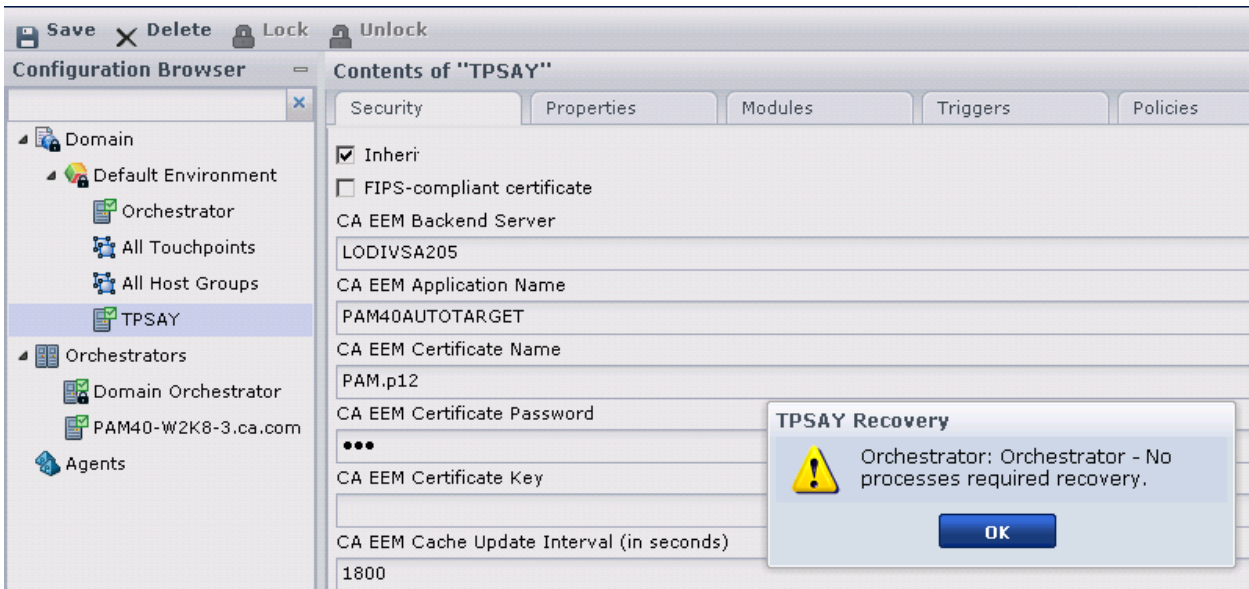 Save Delete Lock Unlock
Configuration Browser
Contents of "TPSAY"
Security Properties Modules Triggers Policies
Domain
Default Environment
Orchestrator
All Touchpoints
All Host Groups
TPSAY
Orchestrators
Domain Orchestrator
PAM40-W2K8-3.ca.com
Agents
Inheri
FIPS-compliant certificate
CA EEM Backend Server
LODIVSA205
CA EEM Application Name
PAM40AUTOTARGET
CA EEM Certificate Name
PAM.p12
CA EEM Certificate Password
•••
CA EEM Certificate Key
CA EEM Cache Update Interval (in seconds)
1800
TPSAY Recovery
Orchestrator: Orchestrator - No
processes required recovery.
OK